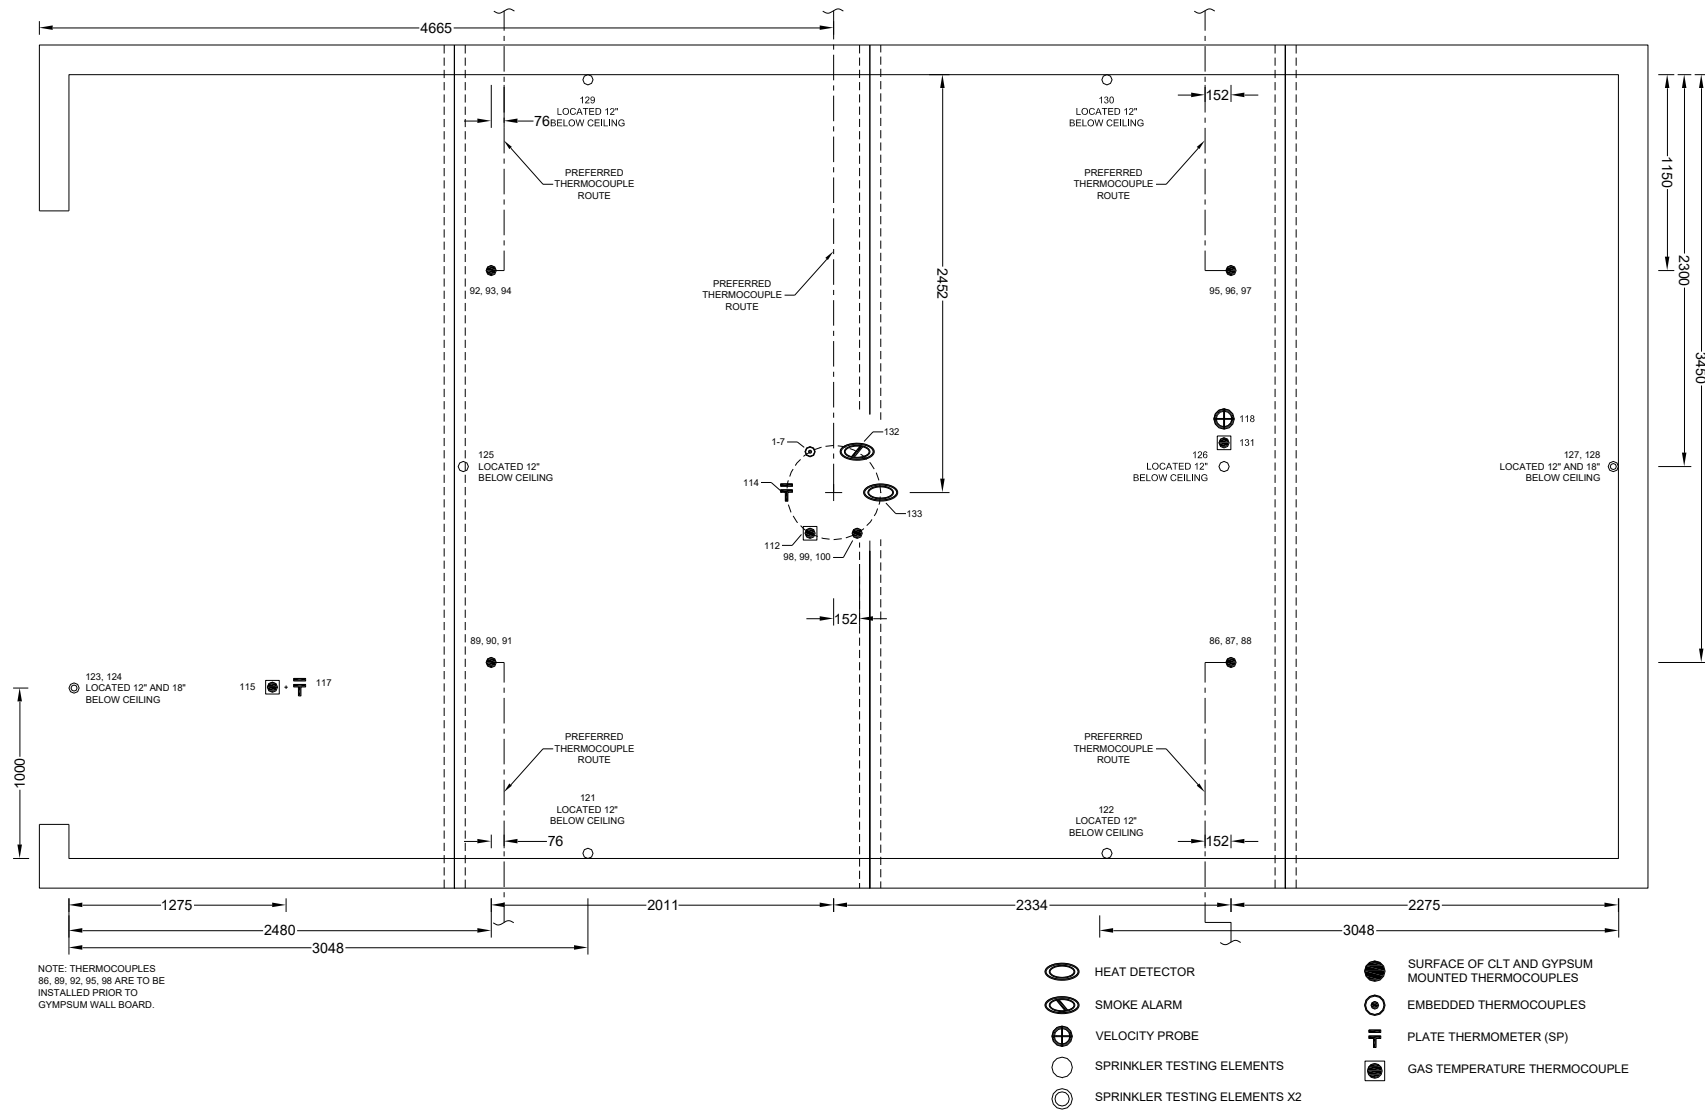 4665
129
LOCATED 12"
BELOW CEILING
76
130
LOCATED 12"
BELOW CEILING
152
PREFERRED
THERMOCOUPLE
ROUTE
PREFERRED
THERMOCOUPLE
ROUTE
1150
2300
3450
2452
PREFERRED
THERMOCOUPLE
ROUTE
92, 93, 94
95, 96, 97
118
131
132
1-7
125
LOCATED 12"
BELOW CEILING
126
LOCATED 12"
BELOW CEILING
127, 128
LOCATED 12" AND 18"
BELOW CEILING
114
133
112
98, 99, 100
152
89, 90, 91
86, 87, 88
123, 124
LOCATED 12" AND 18"
BELOW CEILING
115
117
1000
PREFERRED
THERMOCOUPLE
ROUTE
PREFERRED
THERMOCOUPLE
ROUTE
121
LOCATED 12"
BELOW CEILING
76
122
LOCATED 12"
BELOW CEILING
152
1275
2011
2334
2275
2480
3048
3048
NOTE: THERMOCOUPLES
86, 89, 92, 95, 98 ARE TO BE
INSTALLED PRIOR TO
GYMPSUM WALL BOARD.
HEAT DETECTOR
SMOKE ALARM
VELOCITY PROBE
SPRINKLER TESTING ELEMENTS
SPRINKLER TESTING ELEMENTS X2
SURFACE OF CLT AND GYPSUM
MOUNTED THERMOCOUPLES
EMBEDDED THERMOCOUPLES
PLATE THERMOMETER (SP)
GAS TEMPERATURE THERMOCOUPLE